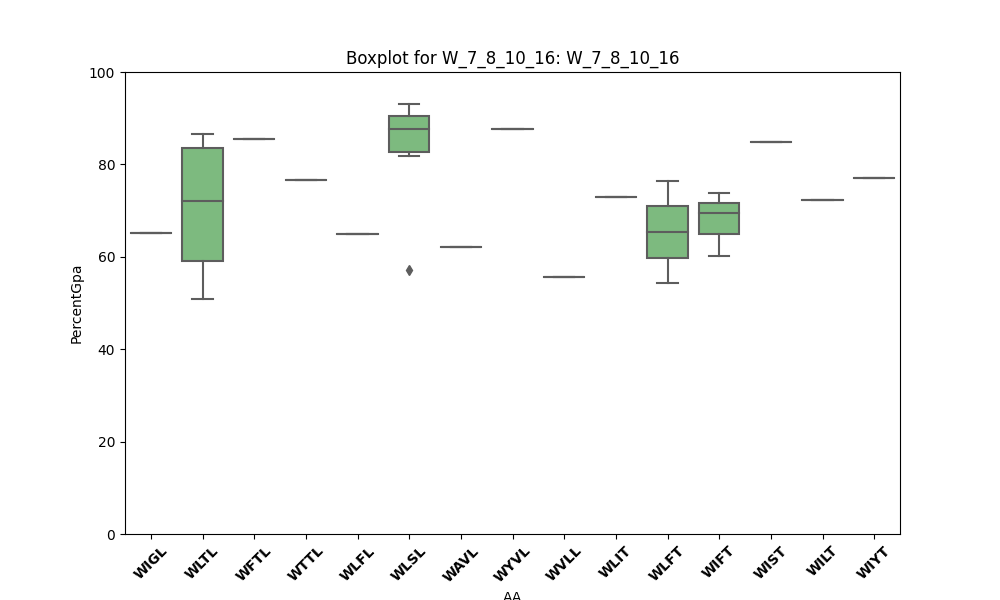 Boxplot for W_7_8_10_16: W_7_8_10_16
100
80
60
40
20
0
PercentGpa
WIGL WLTL WFTL WTTL WLFL WLSL WAVL WYVL WVLL WLIT WLFT WIFT WIST WILT WIYT
AA